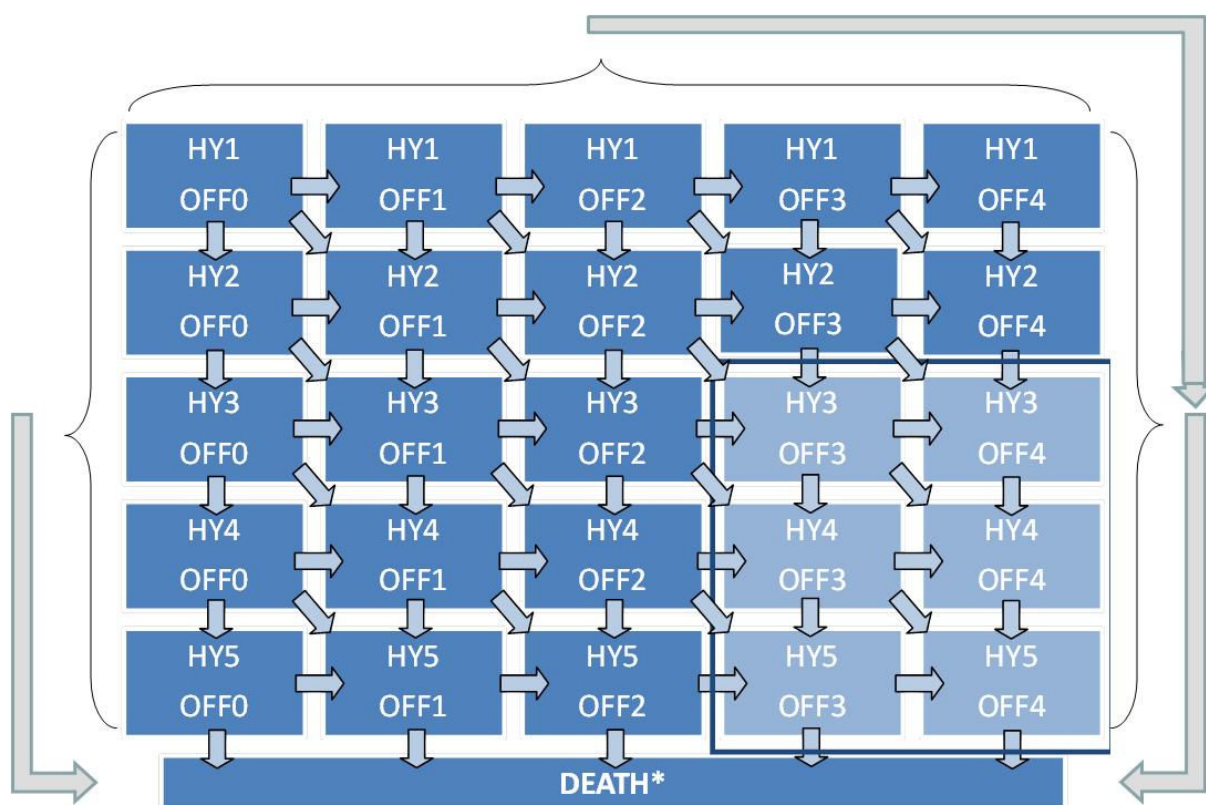 HY1 HY1 HY1 HY1 HY1
OFF0 OFF1 OFF2 OFF3 OFF4
HY2 HY2 HY2 HY2 HY2
OFF0 OFF1 OFF2 OFF3 OFF4
HY3 HY3 HY3 HY3 HY3
OFF0 OFF1 OFF2 OFF3 OFF4
HY4 HY4 HY4 HY4 HY4
OFF0 OFF1 OFF2 OFF3 OFF4
HY5 HY5 HY5 HY5 HY5
OFF0 OFF1 OFF2 OFF3 OFF4
DEATH*